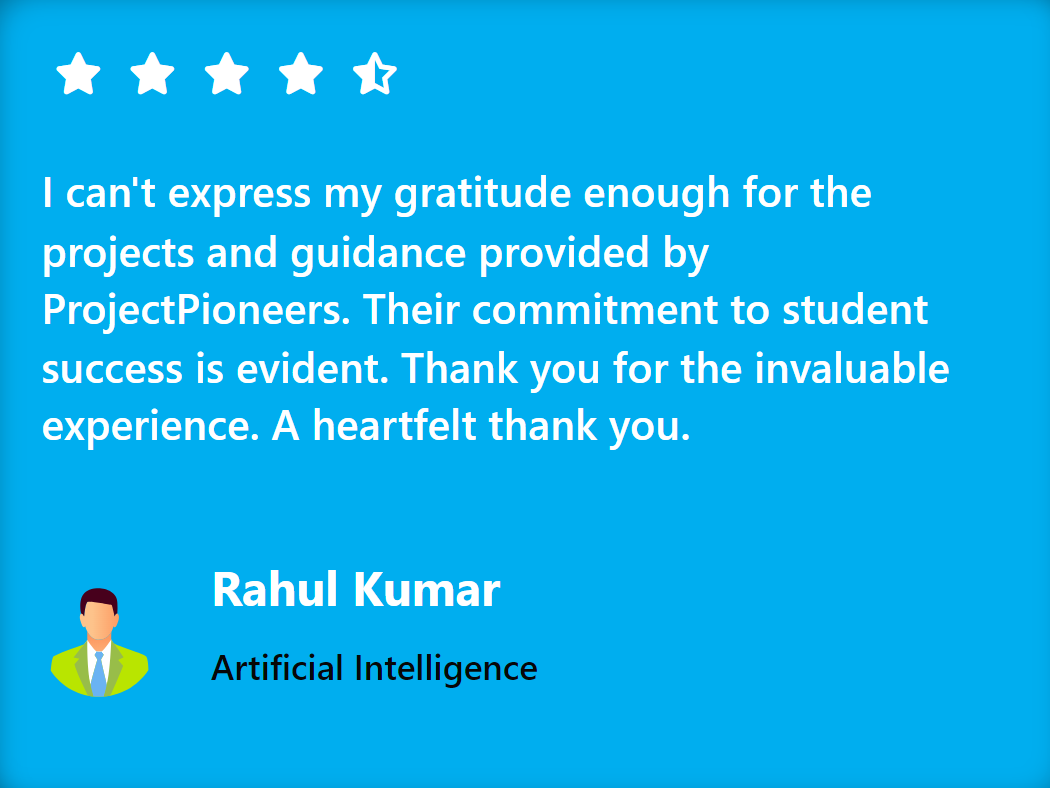 I can't express my gratitude enough for the
projects and guidance provided by
ProjectPioneers. Their commitment to student
success is evident. Thank you for the invaluable
experience. A heartfelt thank you.
Rahul Kumar
Artificial Intelligence